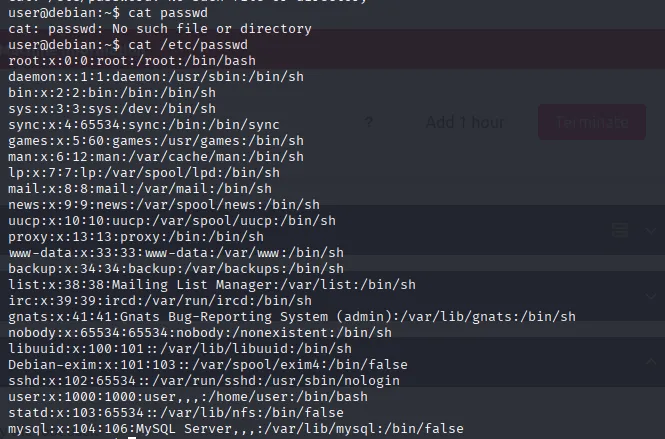 user@debian:~$ cat passwd
cat: passwd: No such file or directory
user@debian:~$ cat /etc/passwd
root:x:0:0:root:/root:/bin/bash
daemon:x:1:1:daemon:/usr/sbin:/bin/sh
bin:x:2:2:bin:/bin:/bin/sh
sys:x:3:3:sys:/dev:/bin/sh
sync:x:4:65534:sync:/bin:/bin/sync
games:x:5:60:games:/usr/games:/bin/sh
man:x:6:12:man:/var/cache/man:/bin/sh
lp:x:7:7:lp:/var/spool/lpd:/bin/sh
mail:x:8:8:mail:/var/mail:/bin/sh
news:x:9:9:news:/var/spool/news:/bin/sh
uucp:x:10:10:uucp:/var/spool/uucp:/bin/sh
proxy:x:13:13:proxy:/bin:/bin/sh
www-data:x:33:33:www-data:/var/www:/bin/sh
backup:x:34:34:backup:/var/backups:/bin/sh
list:x:38:38:Mailing List Manager:/var/list:/bin/sh
irc:x:39:39:ircd:/var/run/ircd:/bin/sh
gnats:x:41:41:Gnats Bug-Reporting System (admin):/var/lib/gnats:/bin/sh
nobody:x:65534:65534:nobody:/nonexistent:/bin/sh
libuuid:x:100:101::/var/lib/libuuid:/bin/sh
Debian-exim:x:101:103::/var/spool/exim4:/bin/false
sshd:x:102:65534::/var/run/sshd:/usr/sbin/nologin
user:x:1000:1000:user,,,:/home/user:/bin/bash
statd:x:103:65534::/var/lib/nfs:/bin/false
mysql:x:104:106:MySQL Server,,,:/var/lib/mysql:/bin/false
? Add 1 hour Terminate